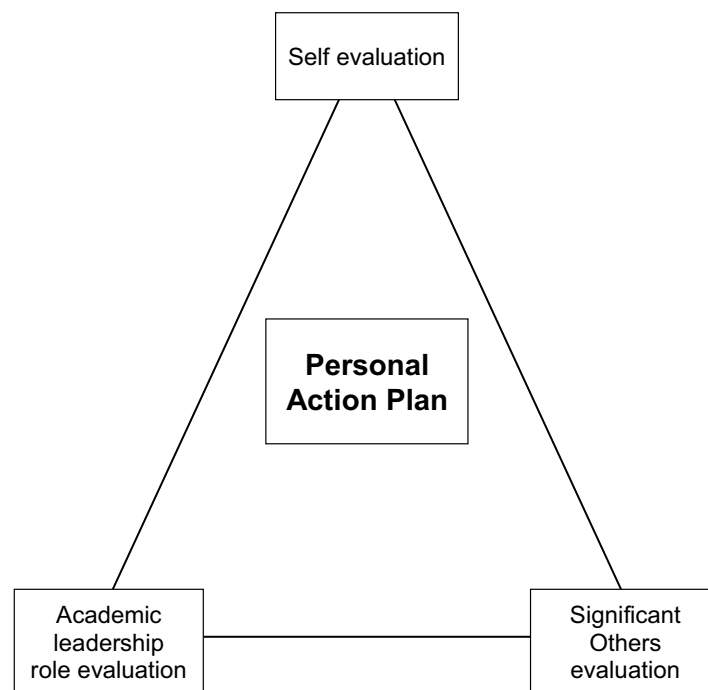 Self evaluation
Personal
Action Plan
Academic
leadership
role evaluation
Significant
Others
evaluation